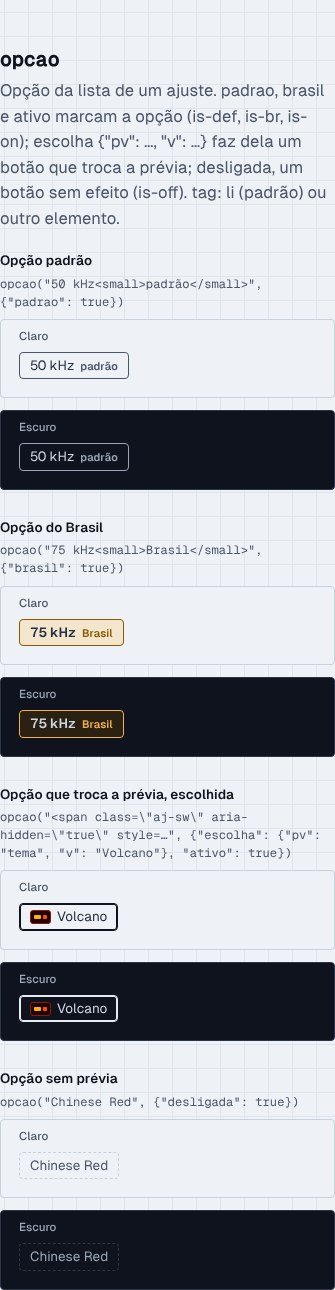 opcao
Opção da lista de um ajuste. padrao, brasil
e ativo marcam a opção (is-def, is-br, is-
on); escolha {"pv": …, "v": …} faz dela um
botão que troca a prévia; desligada, um
botão sem efeito (is-off). tag: li (padrão) ou
outro elemento.
Opção padrão
opcao("50 kHz<small>padrão</small>",
{"padrao": true})
Claro
50 kHz padrão
Escuro
50 kHz padrão
Opção do Brasil
opcao("75 kHz<small>Brasil</small>",
{"brasil": true})
Claro
75 kHz Brasil
Escuro
75 kHz Brasil
Opção que troca a prévia, escolhida
opcao("<span class=\"aj-sw\" aria-
hidden=\"true\" style=…", {"escolha": {"pv":
"tema", "v": "Volcano"}, "ativo": true})
Claro
Volcano
Escuro
Volcano
Opção sem prévia
opcao("Chinese Red", {"desligada": true})
Claro
Chinese Red
Escuro
Chinese Red